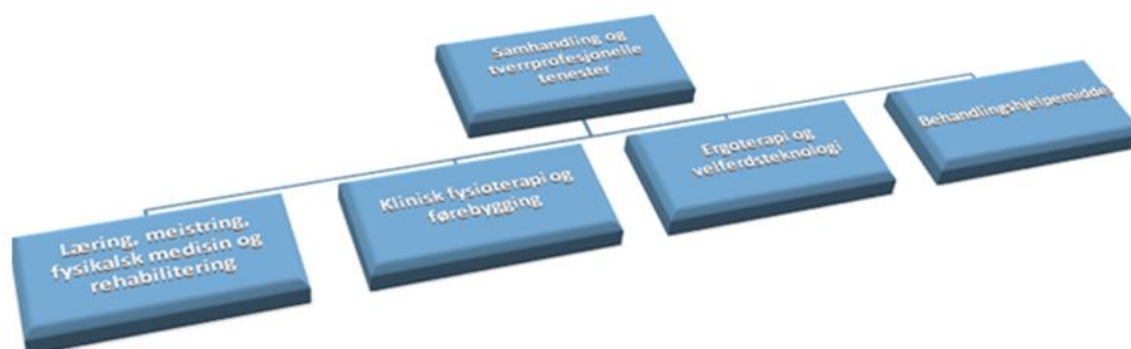 Samhandling og
tverrprofesjonelle
tenester
Læring, meistring,
fysikalsk medisin og
rehabilitering
Klinisk fysioterapi og
førebygging
Ergoterapi og
velferdsteknologi
Behandlingshjelpemiddel